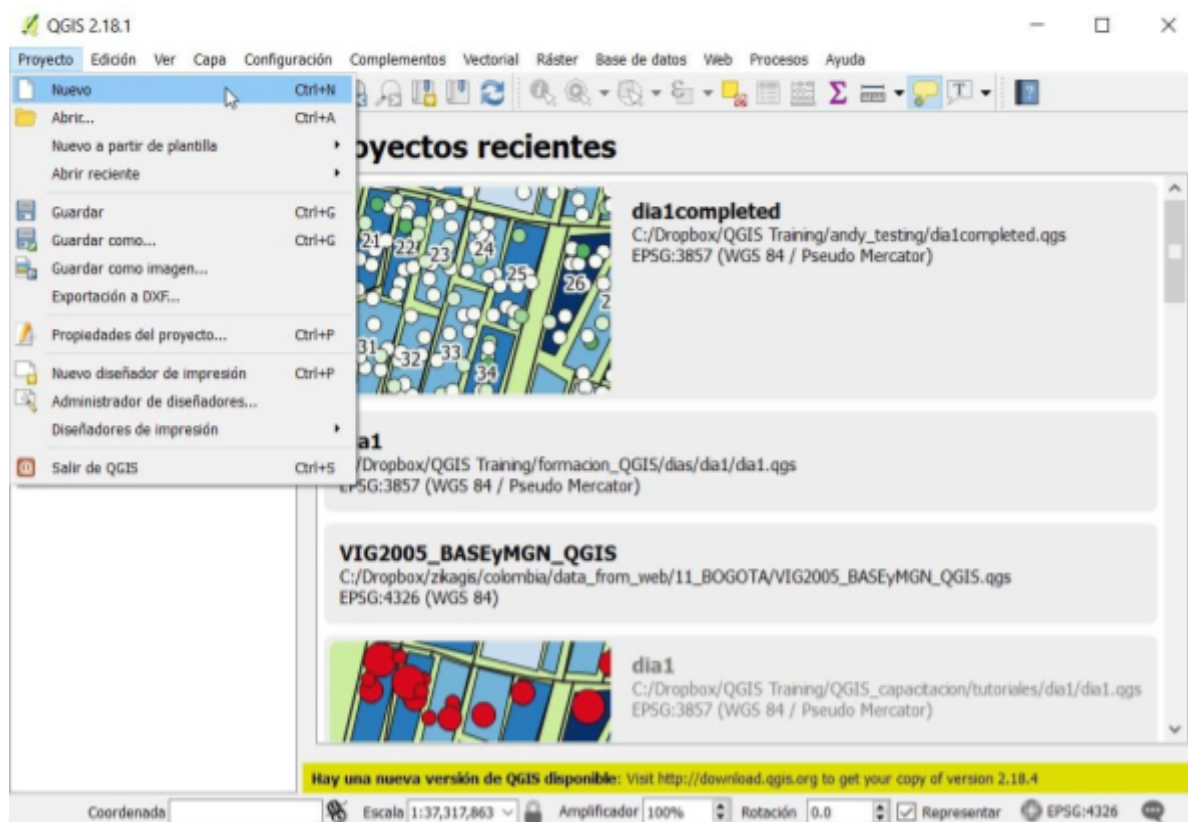 QGIS 2.18.1
Proyecto Edición Ver Capa Configuración Complementos Vectorial Ráster Base de datos Web Procesos Ayuda
Nuevo Ctrl+N
Abrir... Ctrl+A
Nuevo a partir de plantilla
Abrir reciente
Guardar Ctrl+G
Guardar como... Ctrl+G
Guardar como imagen...
Exportación a DXF...
Propiedades del proyecto... Ctrl+P
Nuevo diseñador de impresión Ctrl+P
Administrador de diseñadores...
Diseñadores de impresión
Salir de QGIS Ctrl+S
oyectos recientes
21 22 23 24 25 26 2
31 32 33 34
dia1completed
C:/Dropbox/QGIS Training/andy_testing/dia1completed.qgs
EPSG:3857 (WGS 84 / Pseudo Mercator)
a1
/Dropbox/QGIS Training/formacion_QGIS/dias/dia1/dia1.qgs
EPSG:3857 (WGS 84 / Pseudo Mercator)
VIG2005_BASEyMGN_QGIS
C:/Dropbox/zikagis/colombia/data_from_web/11_BOGOTA/VIG2005_BASEyMGN_QGIS.qgs
EPSG:4326 (WGS 84)
dia1
C:/Dropbox/QGIS Training/QGIS_capacitacion/tutoriales/dia1/dia1.qgs
EPSG:3857 (WGS 84 / Pseudo Mercator)
Hay una nueva versión de QGIS disponible: Visit http://download.qgis.org to get your copy of version 2.18.4
Coordenada Escala 1:37,317,863 Amplificador 100% Rotación 0.0 Representar EPSG:4326